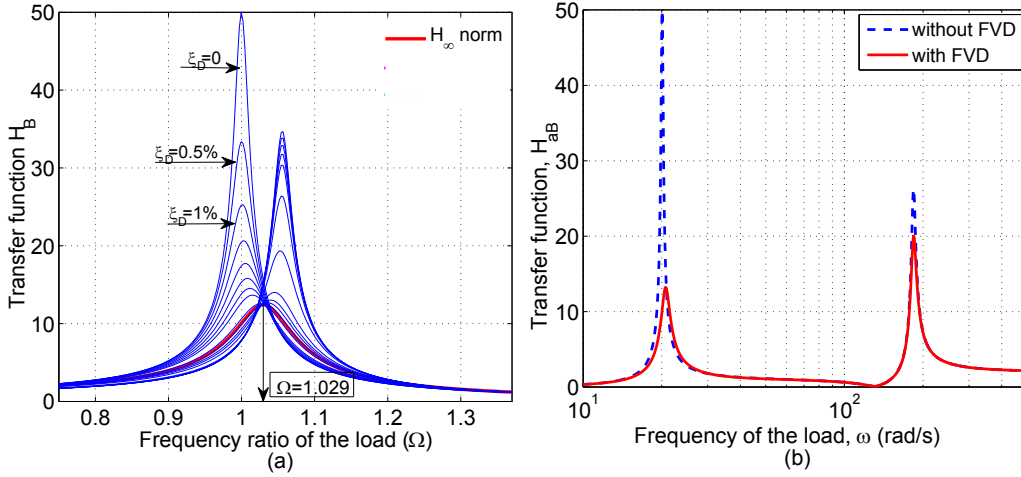 50
40
30
20
10
0
Transfer function H_B
ξ_D=0
ξ_D=0.5%
ξ_D=1%
H_∞ norm
Ω=1.029
0.8 0.9 1 1.1 1.2 1.3
Frequency ratio of the load (Ω)
(a)
50
40
30
20
10
0
Transfer function, H_aB
without FVD
with FVD
10^1 10^2
Frequency of the load, ω (rad/s)
(b)